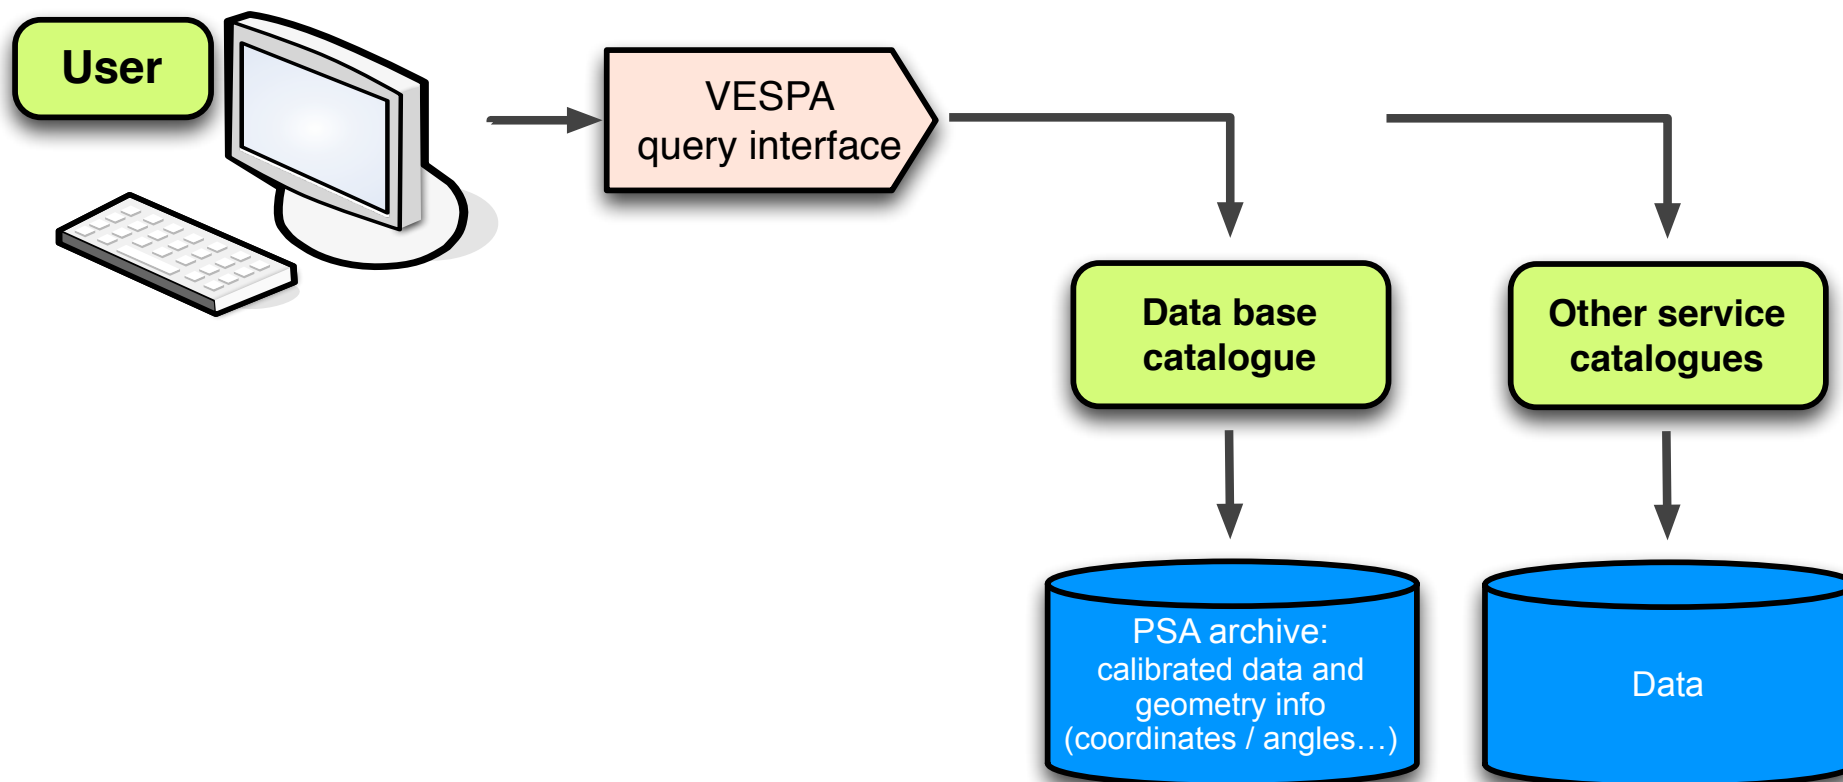 User
VESPA
query interface
Data base
catalogue
Other service
catalogues
PSA archive:
calibrated data and
geometry info
(coordinates / angles…)
Data